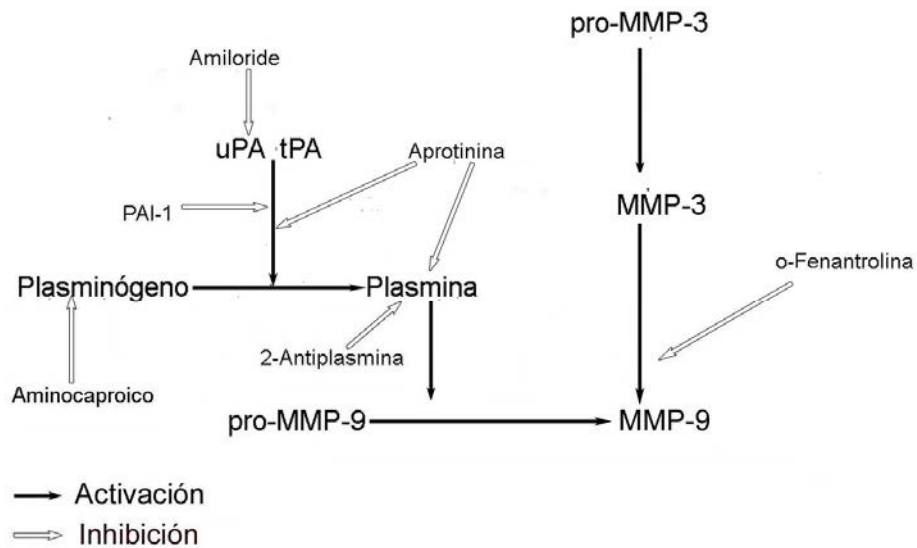 pro-MMP-3
Amiloride
uPA tPA
Aprotinina
PAI-1
MMP-3
o-Fenantrolina
Plasminógeno
Plasmina
2-Antiplasmina
Aminocaproico
pro-MMP-9
MMP-9
Activación
Inhibición